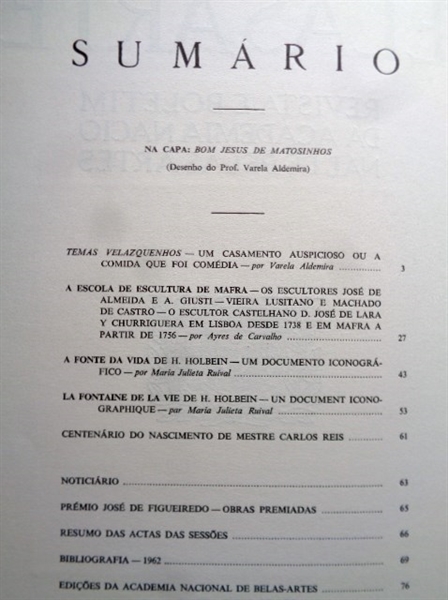 SUMÁRIO
NA CAPA: BOM JESUS DE MATOSINHOS
(Desenho do Prof. Varela Aldemira)
TEMAS VELAZQUENHOS — UM CASAMENTO AUSPICIOSO OU A
COMIDA QUE FOI COMÉDIA — por Varela Aldemira ................ 3
A ESCOLA DE ESCULTURA DE MAFRA — OS ESCULTORES JOSÉ DE
ALMEIDA E A. GIUSTI — VIEIRA LUSITANO E MACHADO
DE CASTRO — O ESCULTOR CASTELHANO D. JOSÉ DE LARA
Y CHURRIGUERA EM LISBOA DESDE 1738 E EM MAFRA A
PARTIR DE 1756 — por Ayres de Carvalho ................ 27
A FONTE DA VIDA DE H. HOLBEIN — UM DOCUMENTO ICONOGRÁ-
FICO — por Maria Julieta Ruival ................ 43
LA FONTAINE DE LA VIE DE H. HOLBEIN — UN DOCUMENT ICONO-
GRAPHIQUE — par Maria Julieta Ruival ................ 53
CENTENÁRIO DO NASCIMENTO DE MESTRE CARLOS REIS ................ 61
NOTICIÁRIO ................ 63
PRÉMIO JOSÉ DE FIGUEIREDO — OBRAS PREMIADAS ................ 65
RESUMO DAS ACTAS DAS SESSÕES ................ 66
BIBLIOGRAFIA — 1962 ................ 69
EDIÇÕES DA ACADEMIA NACIONAL DE BELAS-ARTES ................ 76